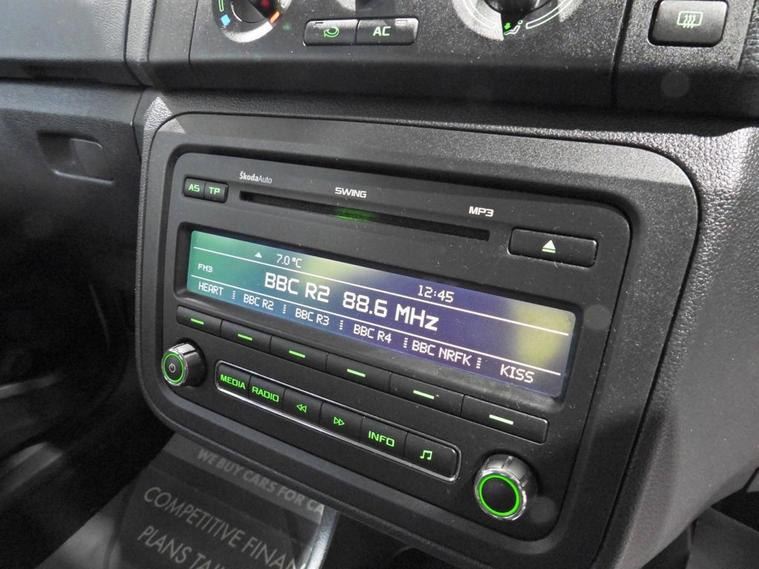 AC
AS TP
ŠkodaAuto
SWING
MP3
7.0 °C
12:45
FM3
BBC R2 88.6 MHz
HEART BBC R2 BBC R3 BBC R4 BBC NRFK KISS
MEDIA RADIO INFO
WE BUY CARS FOR CA
COMPETITIVE FINAN
PLANS TAI